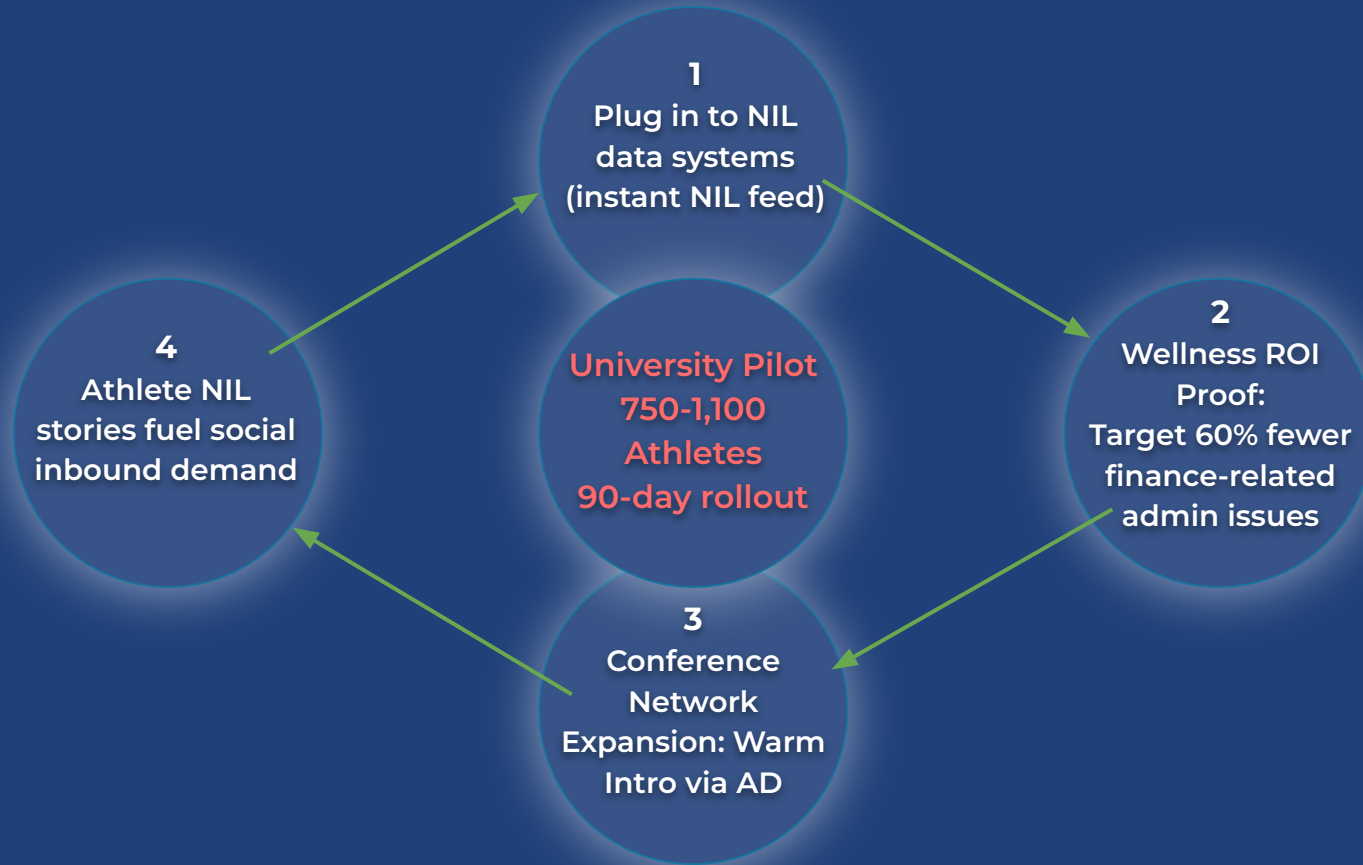 1
Plug in to NIL
data systems
(instant NIL feed)
2
Wellness ROI
Proof:
Target 60% fewer
finance-related
admin issues
3
Conference
Network
Expansion: Warm
Intro via AD
4
Athlete NIL
stories fuel social
inbound demand
University Pilot
750-1,100
Athletes
90-day rollout